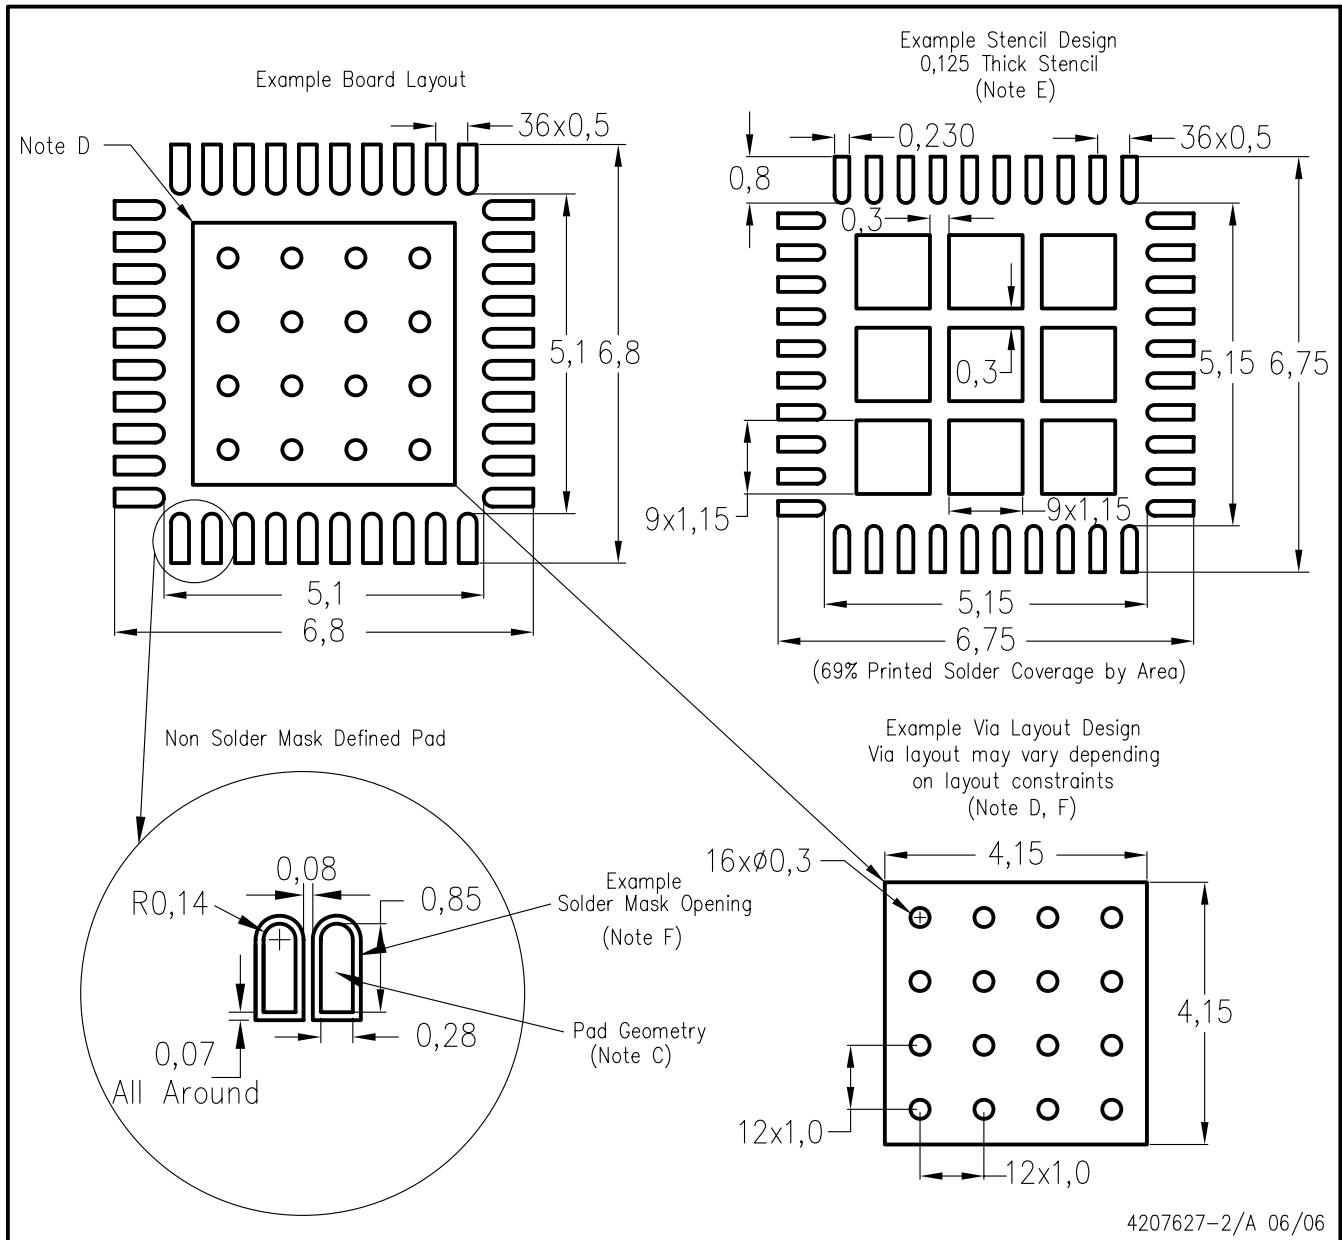 Example Board Layout
Note D
36x0,5
5,1
6,8
5,1
6,8
Example Stencil Design
0,125 Thick Stencil
(Note E)
0,230
36x0,5
0,8
0,3
0,3
5,15
6,75
9x1,15
9x1,15
5,15
6,75
(69% Printed Solder Coverage by Area)
Non Solder Mask Defined Pad
0,08
R0,14
0,85
Example
Solder Mask Opening
(Note F)
0,28
Pad Geometry
(Note C)
0,07
All Around
Example Via Layout Design
Via layout may vary depending
on layout constraints
(Note D, F)
16xø0,3
4,15
4,15
12x1,0
12x1,0
4207627-2/A 06/06